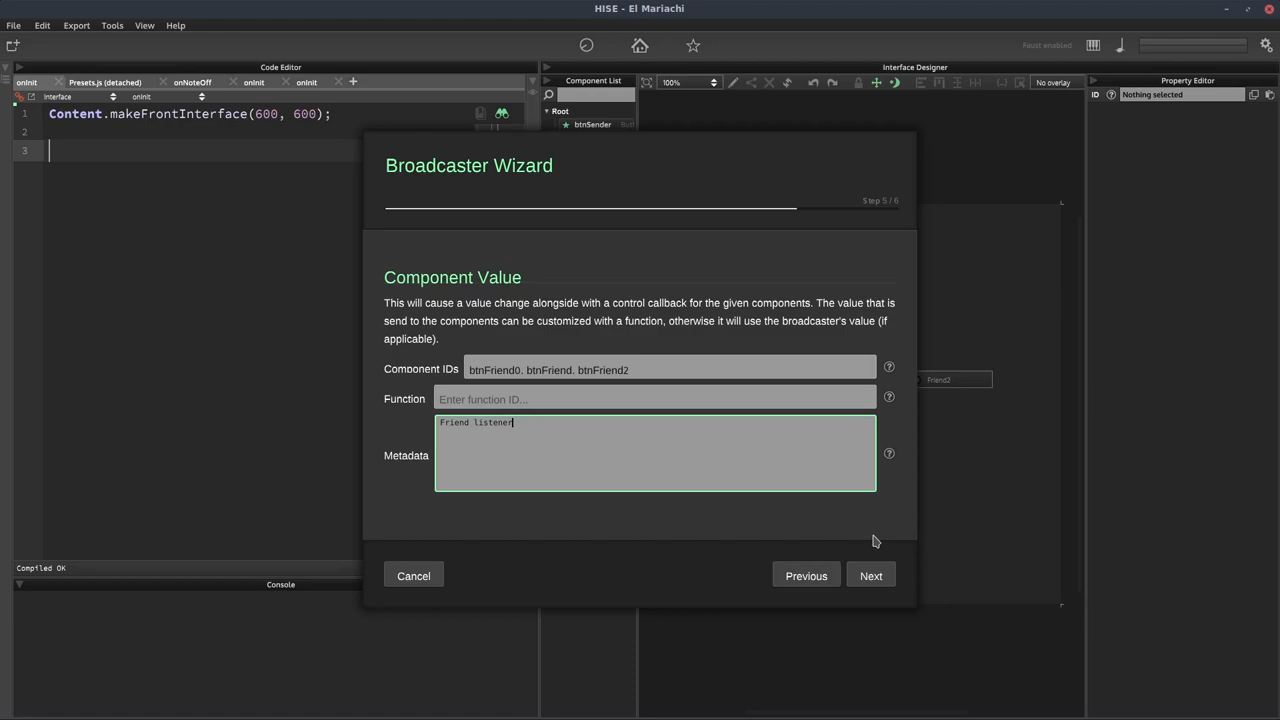 HISE - El Mariachi
File Edit Export Tools View Help
Faust enabled
Code Editor
Component List
Interface Designer
Property Editor
onInit Presets.js (detached) onNoteOff onInit onInit
100%
No overlay
Interface onInit
ID Nothing selected
Root
btnSender
1 Content.makeFrontInterface(600, 600);
2
3
Broadcaster Wizard
Step 5 / 6
Component Value
This will cause a value change alongside with a control callback for the given components. The value that is
send to the components can be customized with a function, otherwise it will use the broadcaster's value (if
applicable).
Component IDs btnFriend0. btnFriend. btnFriend2
Function Enter function ID...
Friend listener
Metadata
Friend2
Cancel Previous Next
Compiled OK
Console